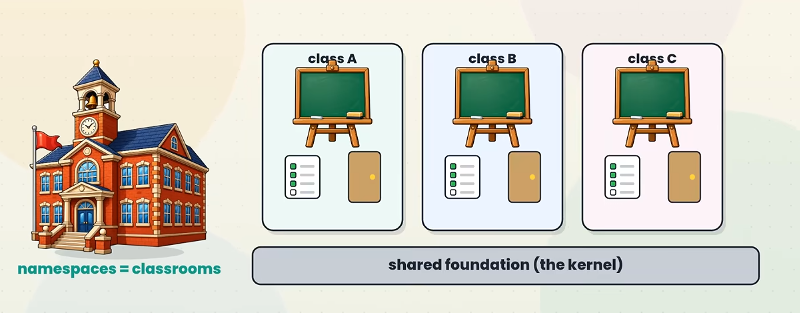 class A
class B
class C
shared foundation (the kernel)
namespaces = classrooms